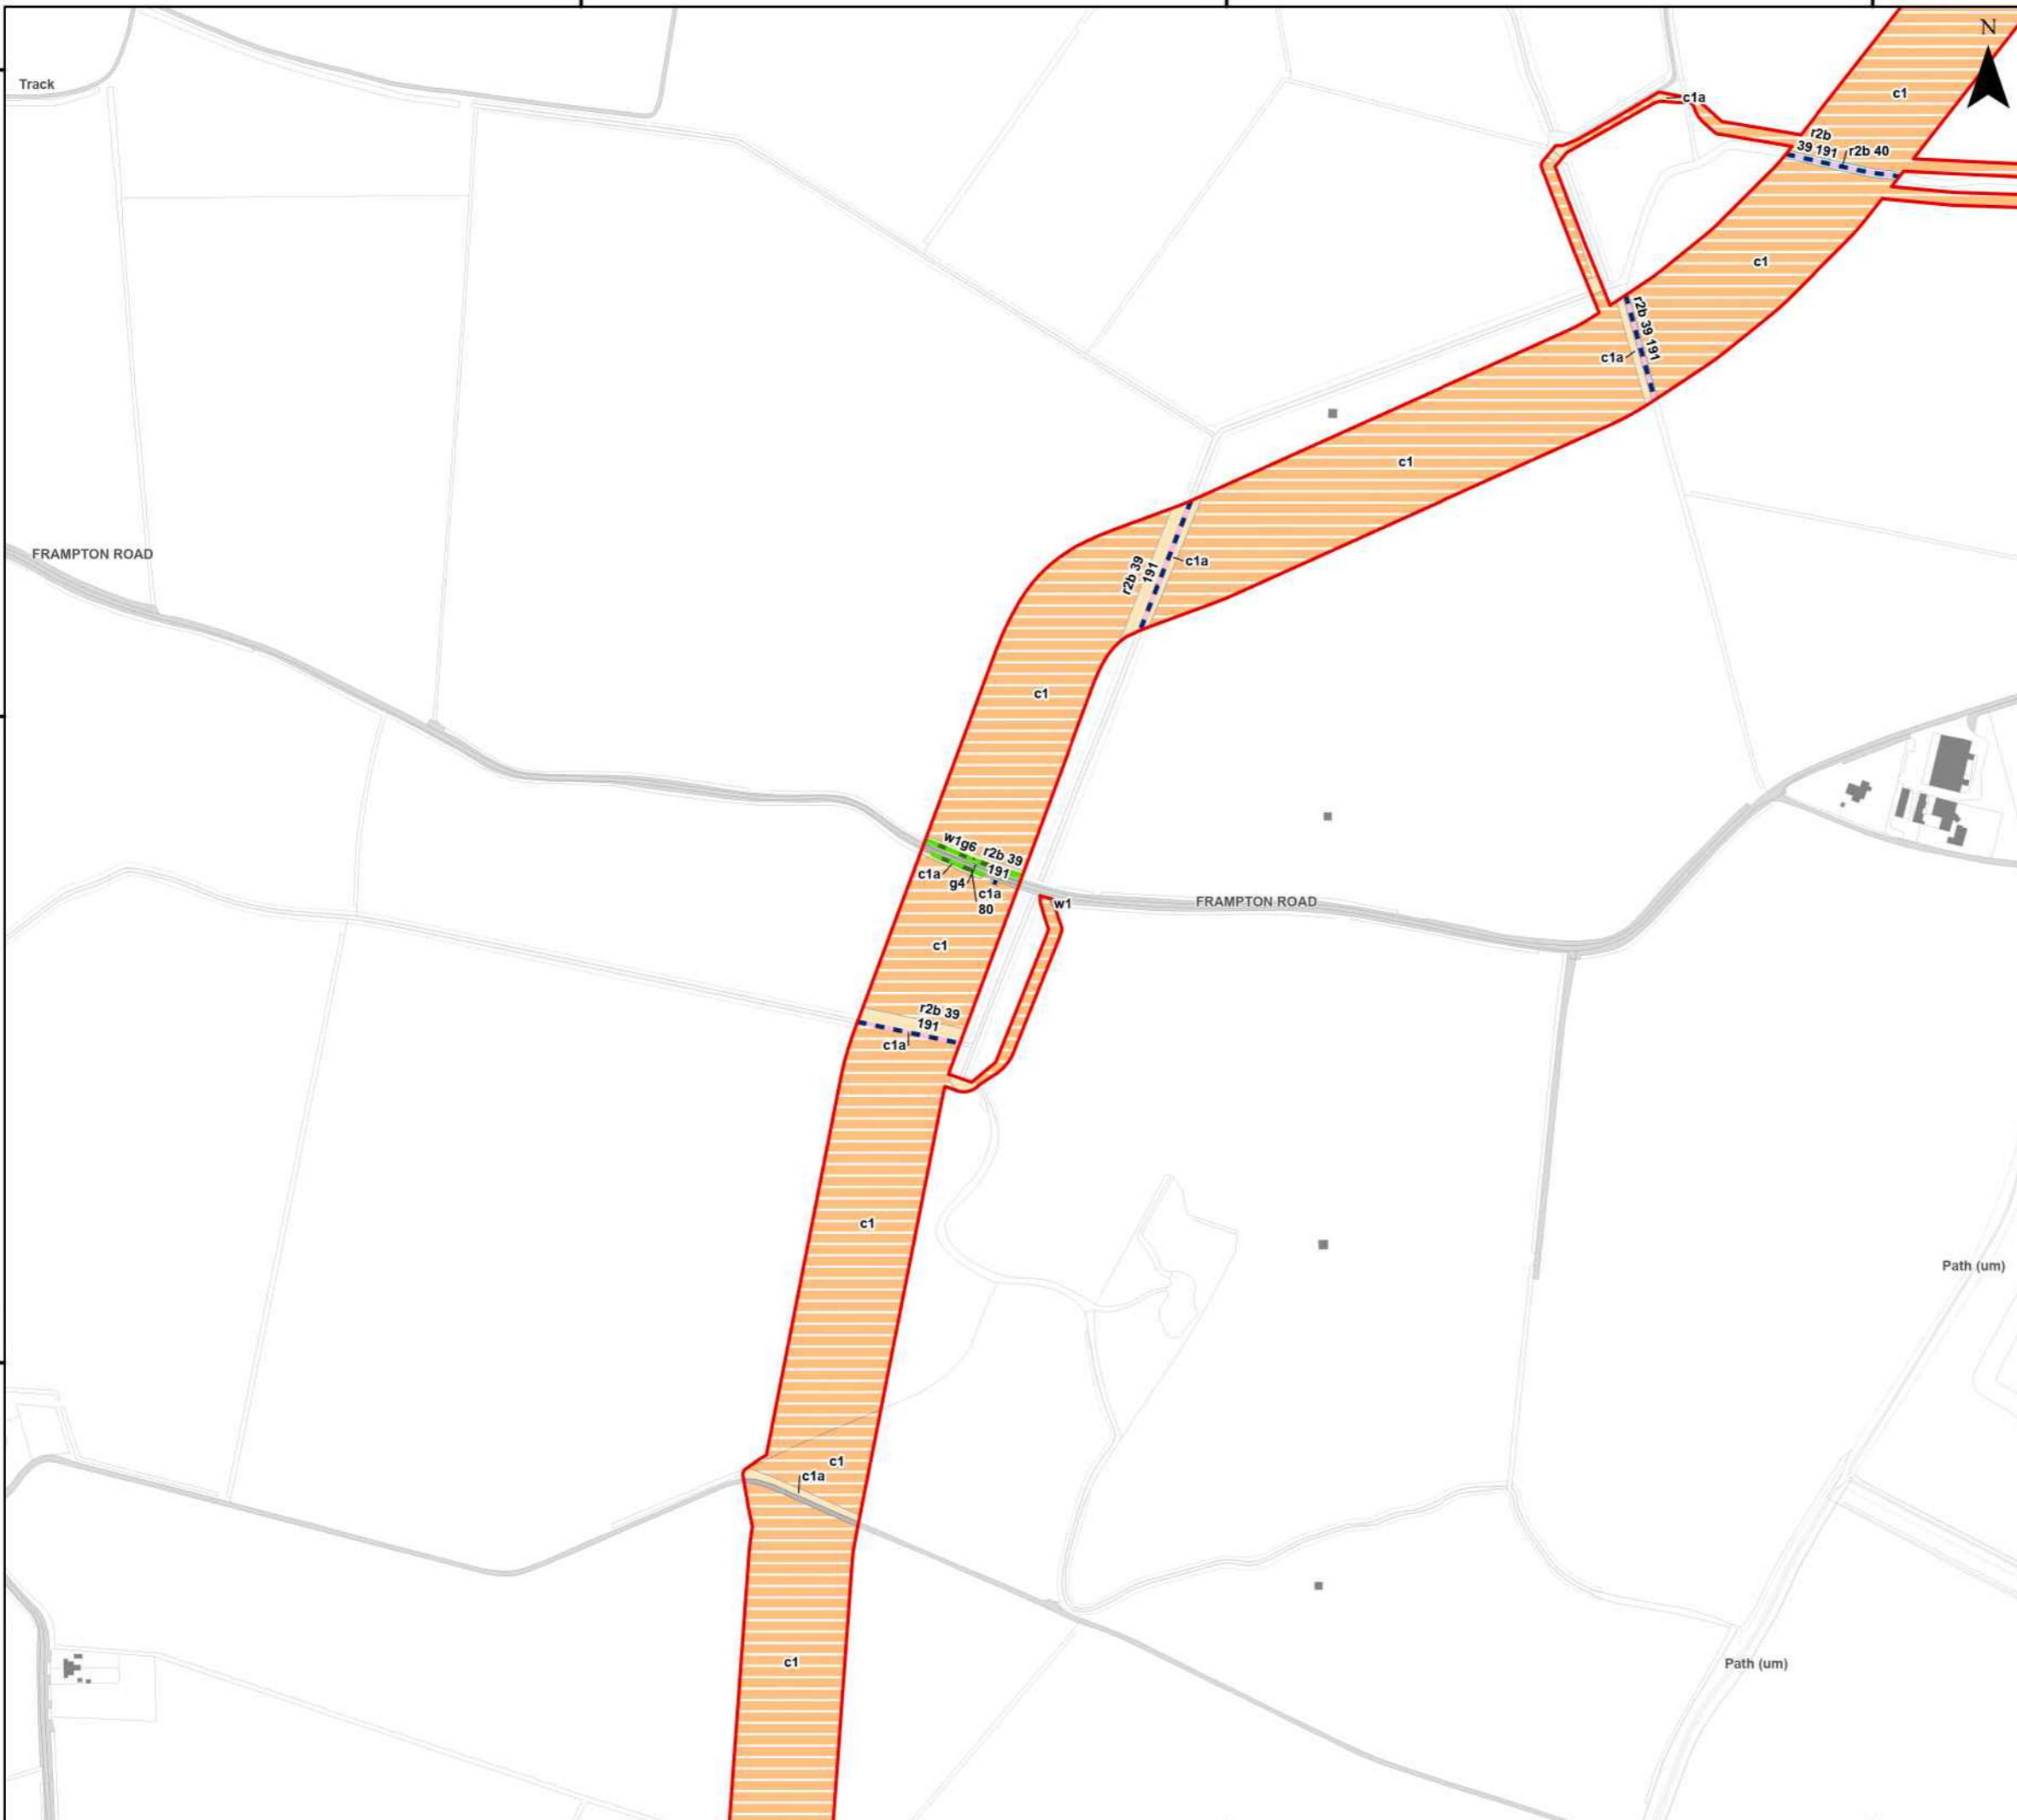 N
Track
c1
c1a
r2b
39 191
r2b 40
c1
r2b 39 191
c1a
c1
FRAMPTON ROAD
r2b 39
191
c1a
c1
w1g6
r2b 39
191
c1a
g4
c1a
80
w1
FRAMPTON ROAD
c1
r2b 39
191
c1a
c1
Path (um)
c1
c1a
Path (um)
c1